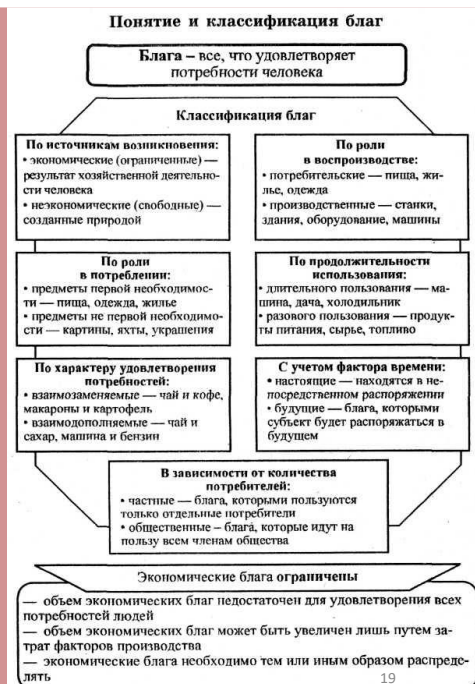 Понятие и классификация благ
Блага – все, что удовлетворяет
потребности человека
Классификация благ
По источникам возникновения:
• экономические (ограниченные) —
результат хозяйственной деятельно-
сти человека
• неэкономические (свободные) —
созданные природой
По роли
в воспроизводстве:
• потребительские — пища, жи-
лье, одежда
• производственные — станки,
здания, оборудование, машины
По роли
в потреблении:
• предметы первой необходимос-
ти — пища, одежда, жилье
• предметы не первой необходимо-
сти — картины, яхты, украшения
По продолжительности
использования:
• длительного пользования — ма-
шина, дача, холодильник
• разового пользования — продук-
ты питания, сырье, топливо
По характеру удовлетворения
потребностей:
• взаимозаменяемые — чай и кофе,
макароны и картофель
• взаимодополняемые — чай и
сахар, машина и бензин
С учетом фактора времени:
• настоящие — находятся в не-
посредственном распоряжении
• будущие — блага, которыми
субъект будет распоряжаться в
будущем
В зависимости от количества
потребителей:
• частные — блага, которыми пользуются
только отдельные потребители
• общественные – блага, которые идут на
пользу всем членам общества
Экономические блага ограничены
— объем экономических благ недостаточен для удовлетворения всех
потребностей людей
— объем экономических благ может быть увеличен лишь путем за-
трат факторов производства
— экономические блага необходимо тем или иным образом распреде-
лять
19